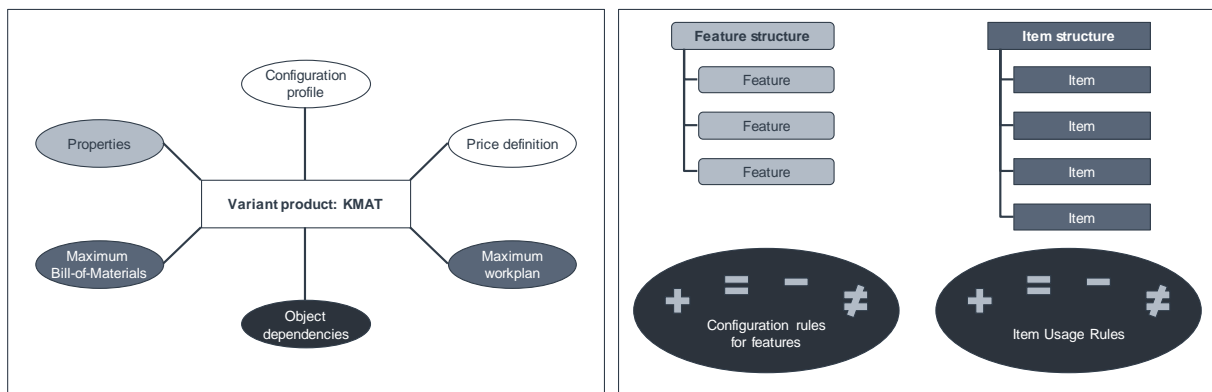 Configuration
profile
Properties
Price definition
Variant product: KMAT
Maximum
Bill-of-Materials
Maximum
workplan
Object
dependencies
Feature structure
Feature
Feature
Feature
Item structure
Item
Item
Item
Item
+ = - ≠
Configuration rules
for features
+ = - ≠
Item Usage Rules